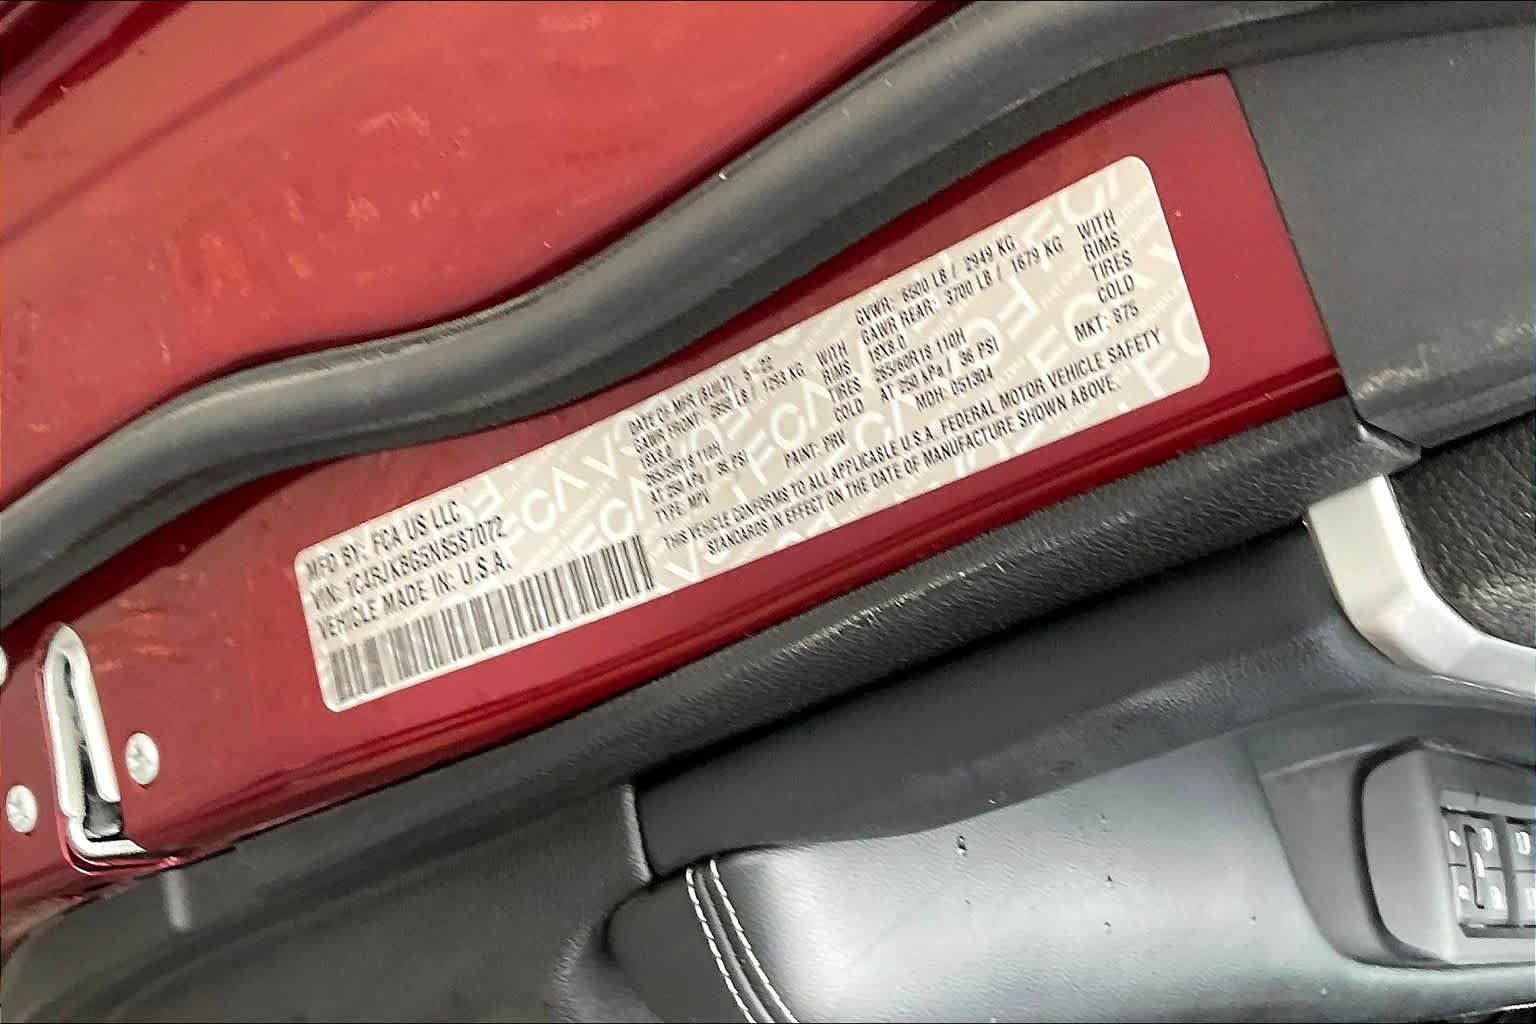 MFD BY: FCA US LLC
VIN: 1C4RJKBG5N8587072
VEHICLE MADE IN: U.S.A.
DATE OF MFR (BUILT): 5-22
GAWR FRONT: LB / 1793 KG WITH
18X8.0 RIMS
265/60R18 110H TIRES
AT 250 kPa / 36 PSI COLD
TYPE: MPV PAINT: PRV
GVWR: 6500 LB / 2949 KG
GAWR REAR: 3700 LB / 1679 KG WITH
18X8.0 RIMS
265/60R18 110H TIRES
AT 250 kPa / 36 PSI COLD
MDH: 051304 MKT: 875
THIS VEHICLE CONFORMS TO ALL APPLICABLE U.S.A. FEDERAL MOTOR VEHICLE SAFETY
STANDARDS IN EFFECT ON THE DATE OF MANUFACTURE SHOWN ABOVE.